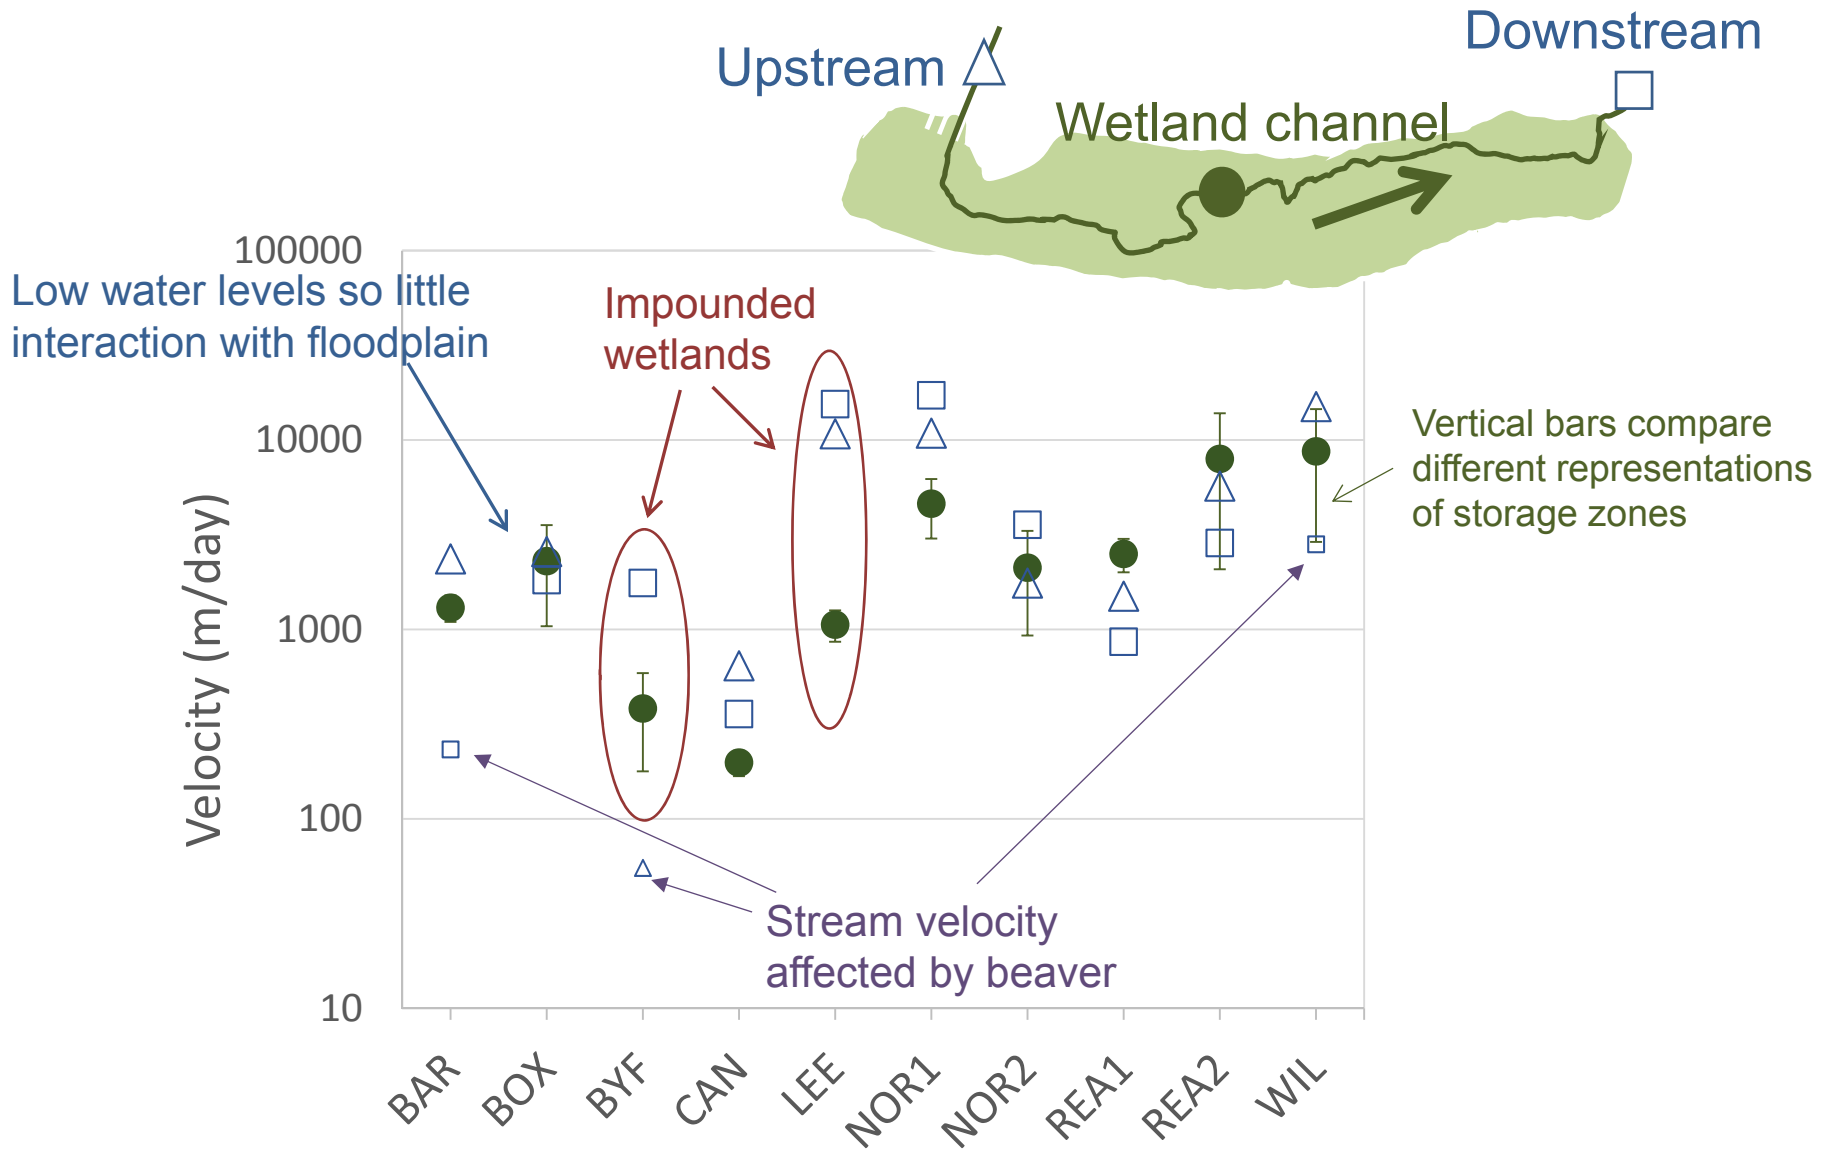 Downstream
Upstream
Wetland channel
100000
Low water levels so little
interaction with floodplain
Impounded
wetlands
10000
Vertical bars compare
different representations
of storage zones
Velocity (m/day)
1000
100
Stream velocity
affected by beaver
10
BAR
BOX
BYF
CAN
LEE
NOR1
NOR2
REA1
REA2
WIL